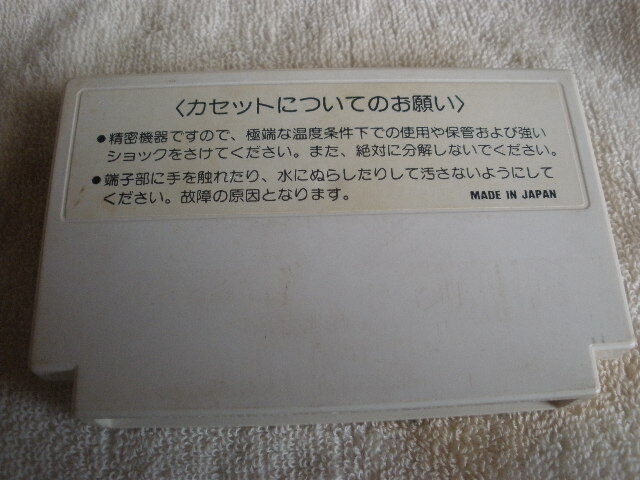 〈カセットについてのお願い〉
●精密機器ですので、極端な温度条件下での使用や保管および強い
ショックをさけてください。また、絶対に分解しないでください。
●端子部に手を触れたり、水にぬらしたりして汚さないようにして
ください。故障の原因となります。
MADE IN JAPAN